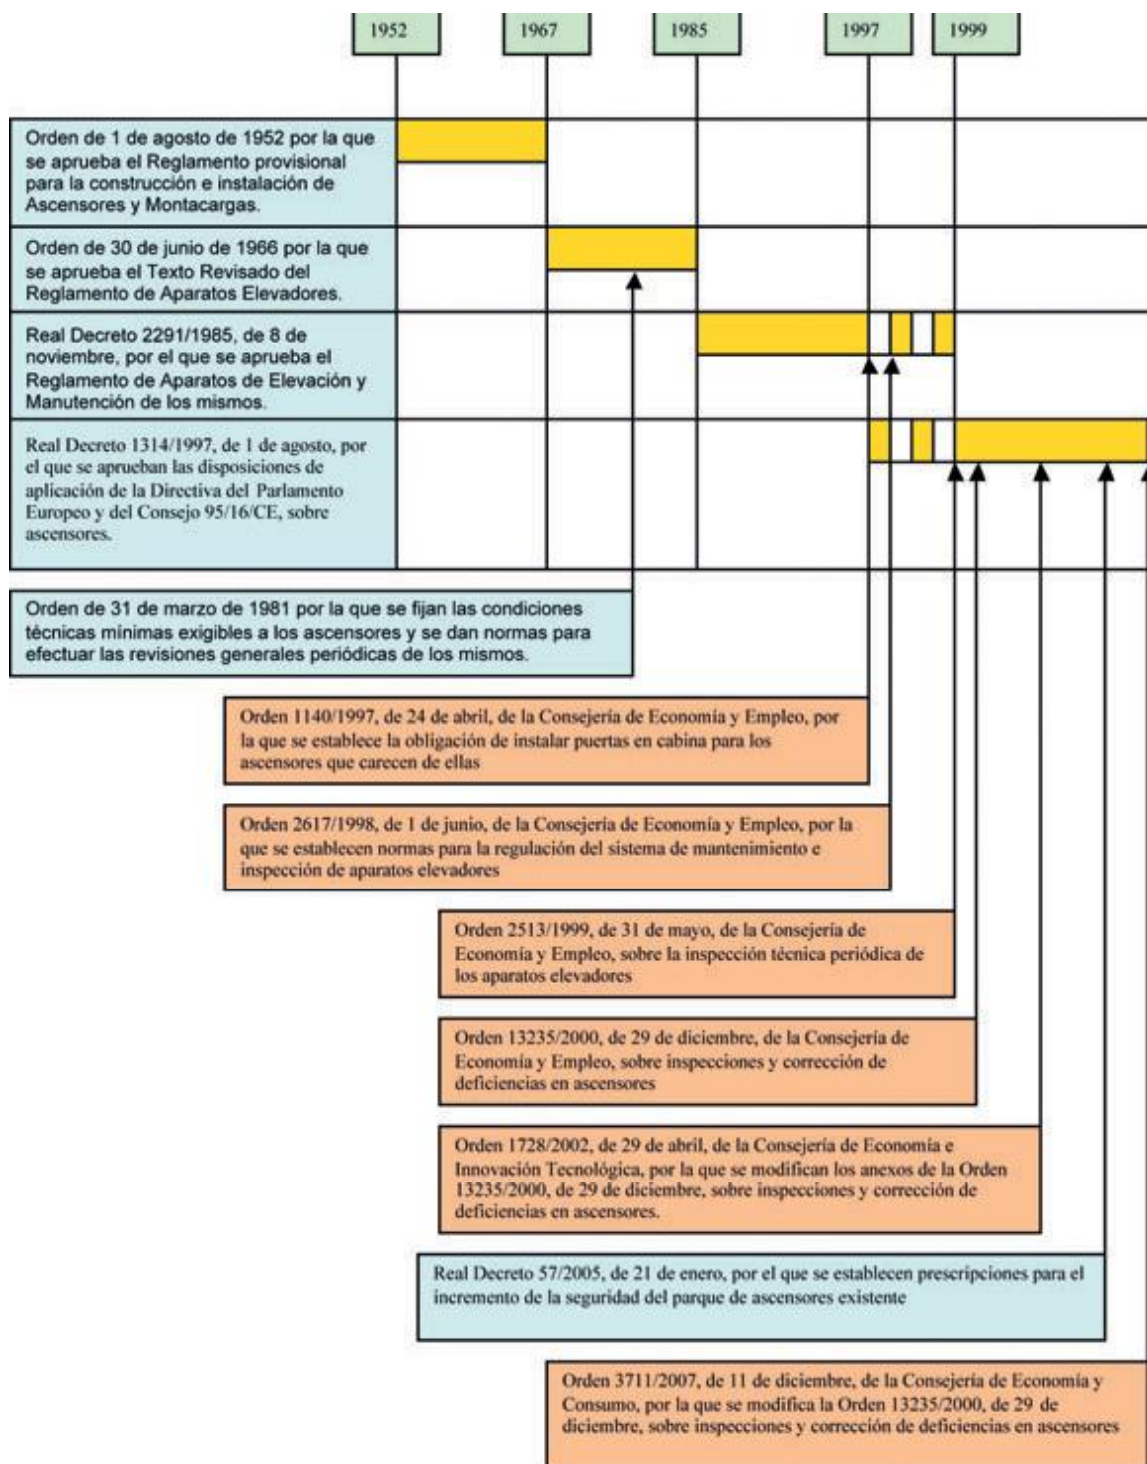 1952
1967
1985
1997
1999
Orden de 1 de agosto de 1952 por la que
se aprueba el Reglamento provisional
para la construcción e instalación de
Ascensores y Montacargas.
Orden de 30 de junio de 1966 por la que
se aprueba el Texto Revisado del
Reglamento de Aparatos Elevadores.
Real Decreto 2291/1985, de 8 de
noviembre, por el que se aprueba el
Reglamento de Aparatos de Elevación y
Manutención de los mismos.
Real Decreto 1314/1997, de 1 de agosto, por
el que se aprueban las disposiciones de
aplicación de la Directiva del Parlamento
Europeo y del Consejo 95/16/CE, sobre
ascensores.
Orden de 31 de marzo de 1981 por la que se fijan las condiciones
técnicas mínimas exigibles a los ascensores y se dan normas para
efectuar las revisiones generales periódicas de los mismos.
Orden 1140/1997, de 24 de abril, de la Consejería de Economía y Empleo, por
la que se establece la obligación de instalar puertas en cabina para los
ascensores que carecen de ellas
Orden 2617/1998, de 1 de junio, de la Consejería de Economía y Empleo, por la
que se establecen normas para la regulación del sistema de mantenimiento e
inspección de aparatos elevadores
Orden 2513/1999, de 31 de mayo, de la Consejería de
Economía y Empleo, sobre la inspección técnica periódica de
los aparatos elevadores
Orden 13235/2000, de 29 de diciembre, de la Consejería de
Economía y Empleo, sobre inspecciones y corrección de
deficiencias en ascensores
Orden 1728/2002, de 29 de abril, de la Consejería de Economía e
Innovación Tecnológica, por la que se modifican los anexos de la Orden
13235/2000, de 29 de diciembre, sobre inspecciones y corrección de
deficiencias en ascensores.
Real Decreto 57/2005, de 21 de enero, por el que se establecen prescripciones para el
incremento de la seguridad del parque de ascensores existente
Orden 3711/2007, de 11 de diciembre, de la Consejería de Economía y
Consumo, por la que se modifica la Orden 13235/2000, de 29 de
diciembre, sobre inspecciones y corrección de deficiencias en ascensores